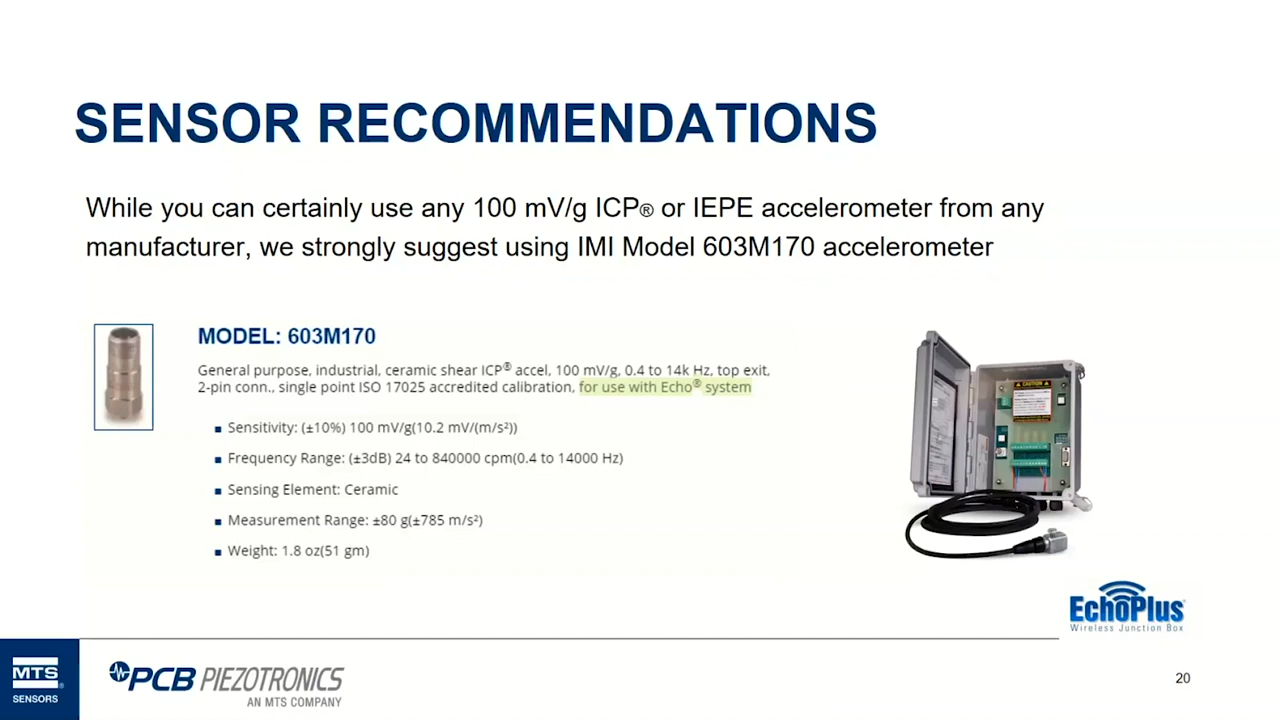 SENSOR RECOMMENDATIONS
While you can certainly use any 100 mV/g ICP® or IEPE accelerometer from any
manufacturer, we strongly suggest using IMI Model 603M170 accelerometer
MODEL: 603M170
General purpose, industrial, ceramic shear ICP® accel, 100 mV/g, 0.4 to 14k Hz, top exit,
2-pin conn., single point ISO 17025 accredited calibration, for use with Echo® system
Sensitivity: (±10%) 100 mV/g(10.2 mV/(m/s²))
Frequency Range: (±3dB) 24 to 840000 cpm(0.4 to 14000 Hz)
Sensing Element: Ceramic
Measurement Range: ±80 g(±785 m/s²)
Weight: 1.8 oz(51 gm)
CAUTION
EchoPlus®
Wireless Junction Box
MTS®
SENSORS
PCB PIEZOTRONICS
AN MTS COMPANY
20